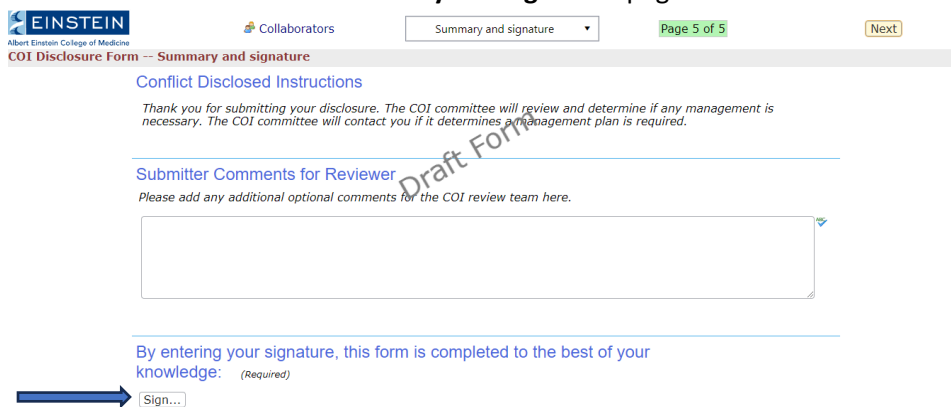 EINSTEIN
Albert Einstein College of Medicine
Collaborators
Summary and signature
Page 5 of 5
Next
COI Disclosure Form -- Summary and signature
Conflict Disclosed Instructions
Thank you for submitting your disclosure. The COI committee will review and determine if any management is
necessary. The COI committee will contact you if it determines a management plan is required.
Draft Form
Submitter Comments for Reviewer
Please add any additional optional comments for the COI review team here.
ABC
By entering your signature, this form is completed to the best of your
knowledge: (Required)
Sign...